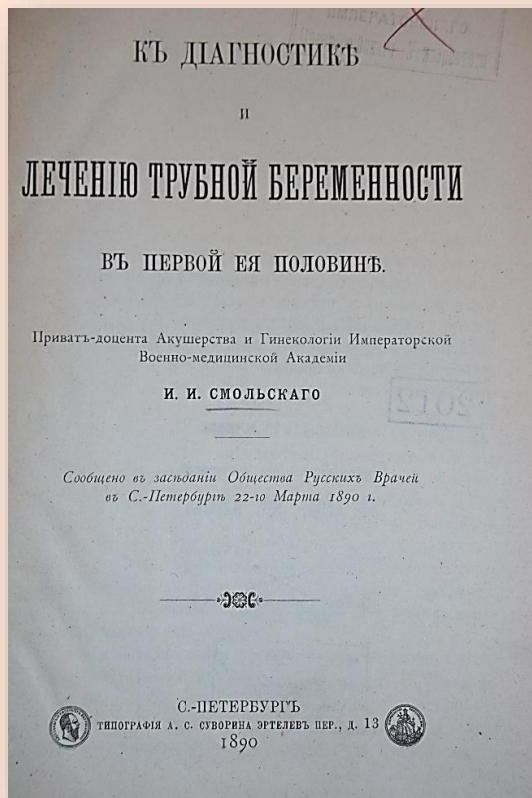 ИМПЕРАТОРСКАГО
КЪ ДІАГНОСТИКѢ
И
ЛЕЧЕНІЮ ТРУБНОЙ БЕРЕМЕННОСТИ
ВЪ ПЕРВОЙ ЕЯ ПОЛОВИНѢ.
Приватъ-доцента Акушерства и Гинекологіи Императорской
Военно-медицинской Академіи
И. И. СМОЛЬСКАГО
2012
Сообщено въ засѣданіи Общества Русскихъ Врачей
въ С.-Петербургѣ 22-го Марта 1890 г.
С.-ПЕТЕРБУРГЪ
ТИПОГРАФІЯ А. С. СУВОРИНА ЭРТЕЛЕВЪ ПЕР., Д. 13
1890